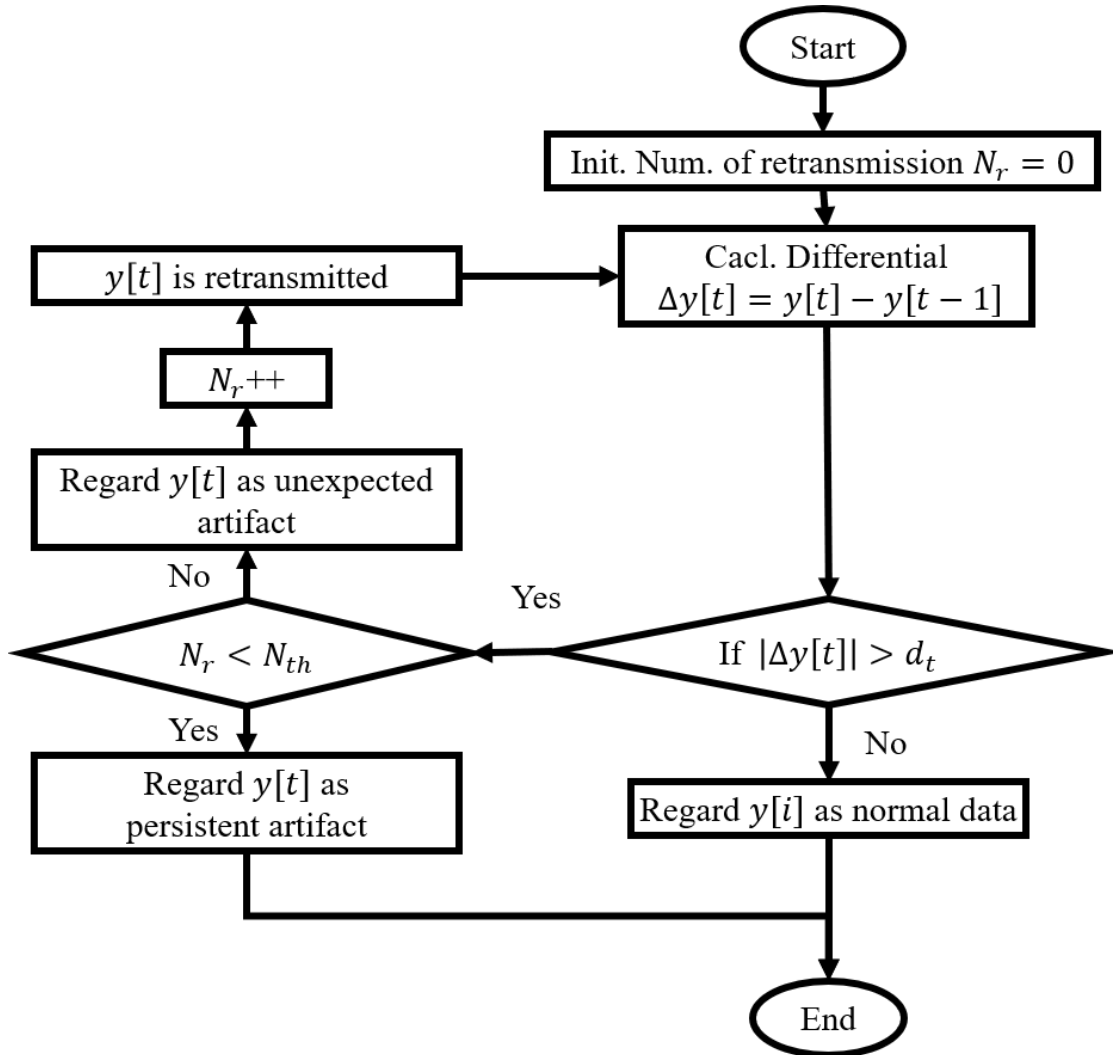 Start
Init. Num. of retransmission N_r = 0
Cacl. Differential
Δy[t] = y[t] − y[t − 1]
y[t] is retransmitted
N_r++
Regard y[t] as unexpected
artifact
No
Yes
N_r < N_th
If |Δy[t]| > d_t
Yes
No
Regard y[t] as
persistent artifact
Regard y[i] as normal data
End